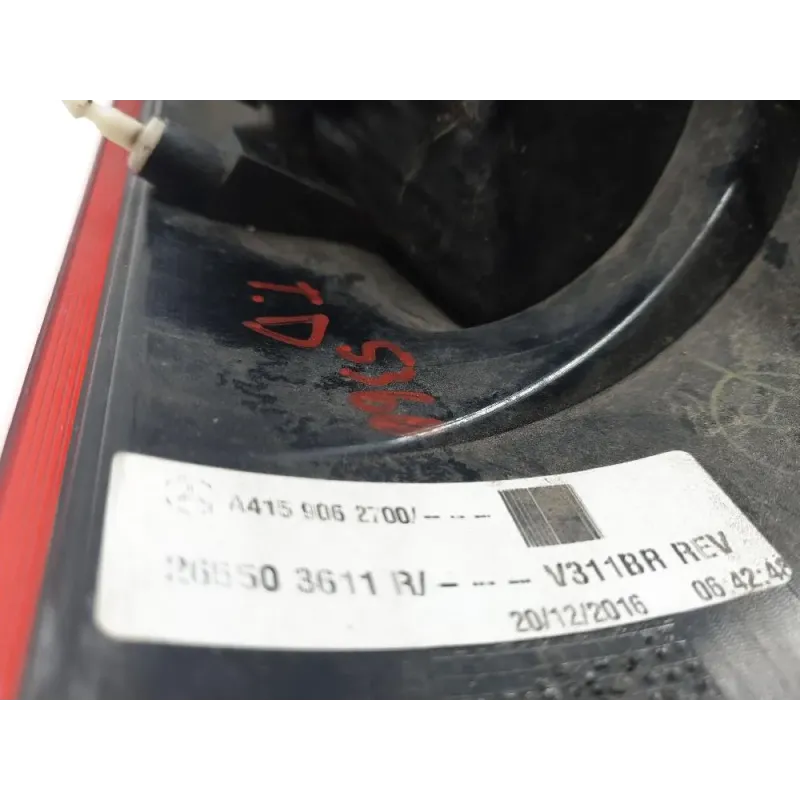 T.D
A415 906 2700/- -- -
26550 3611 R/- --- - V311BR REV
20/12/2016 06:42:48